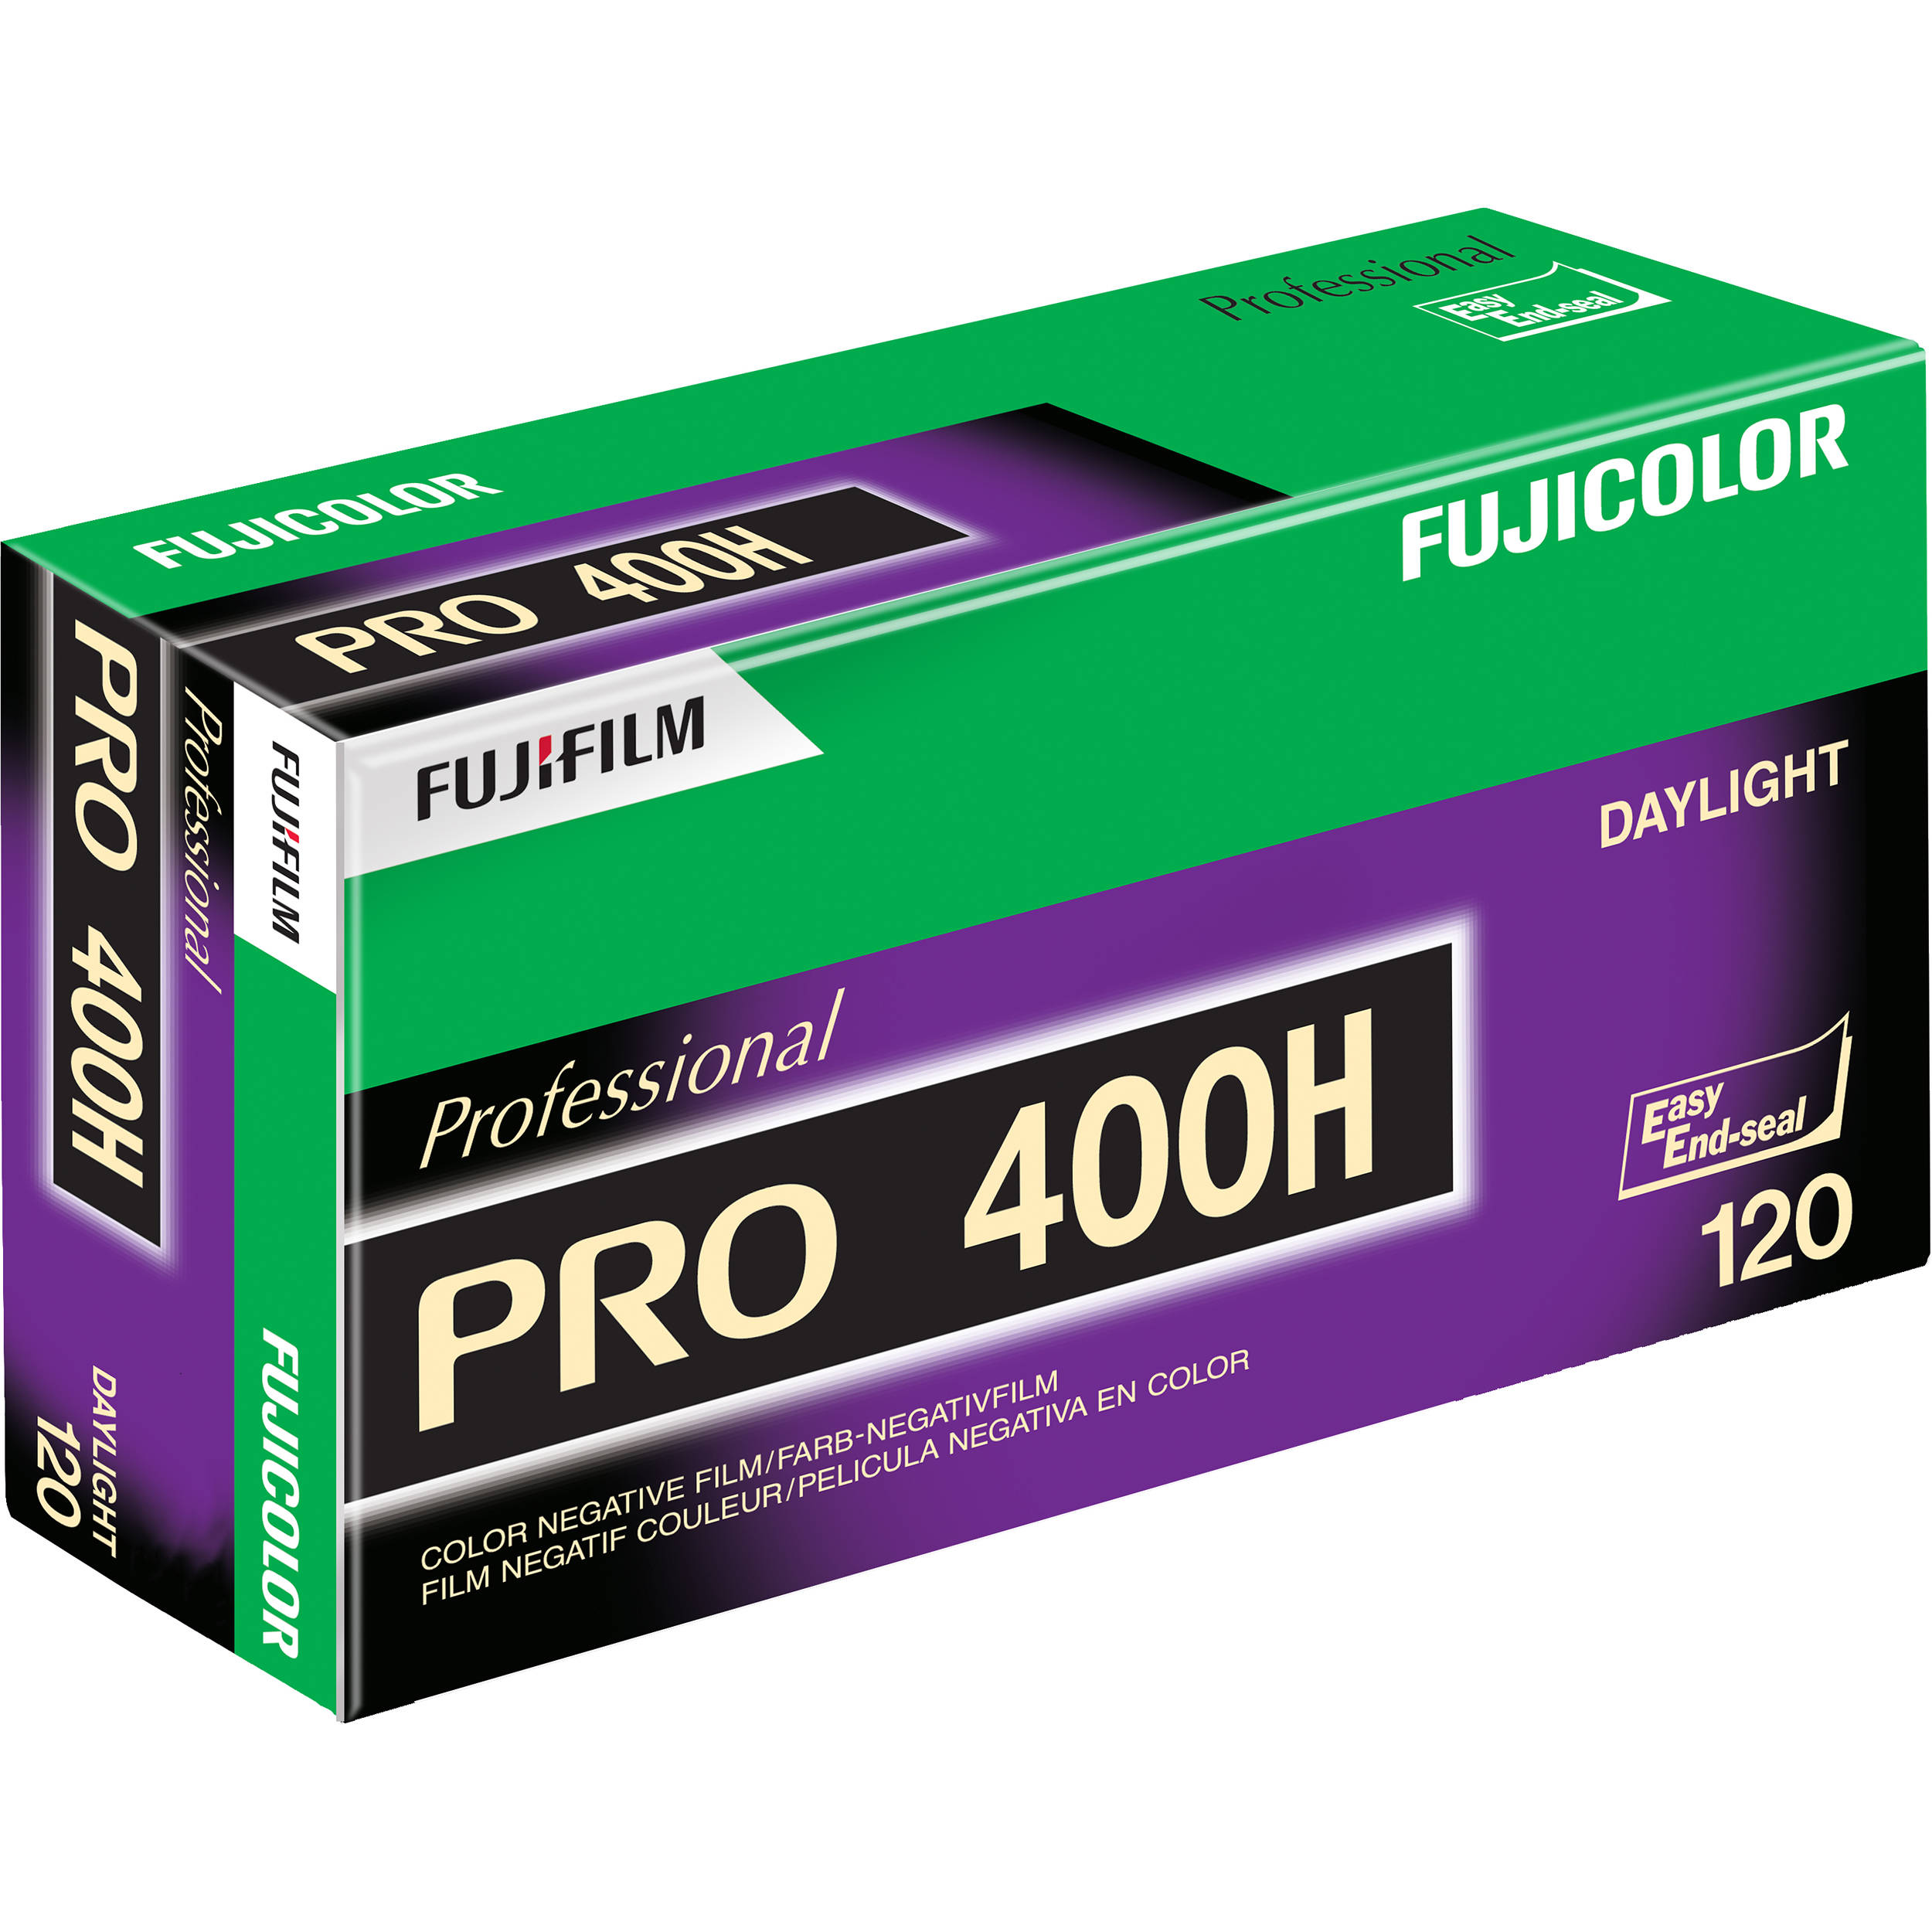 Professional
Easy
End-seal
FUJICOLOR
PRO 400H
FUJICOLOR
FUJIFILM
DAYLIGHT
Professional
PRO 400H
Easy
End-seal
120
COLOR NEGATIVE FILM/FARB-NEGATIVFILM
FILM NEGATIF COULEUR/PELICULA NEGATIVA EN COLOR
PRO 400H
Professional
FUJIFILM
FUJICOLOR
DAYLIGHT
120